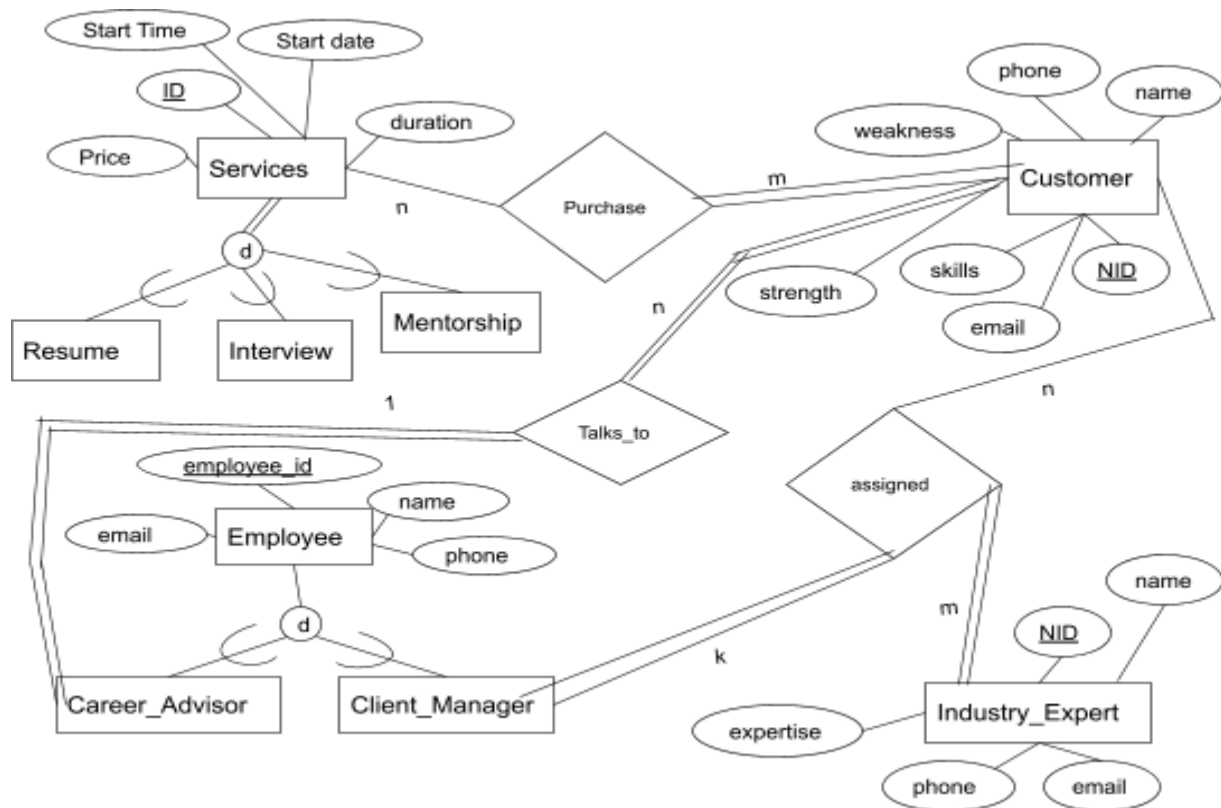 Start Time
Start date
ID
duration
Price
Services
n
Purchase
m
phone
name
weakness
Customer
skills
NID
strength
email
d
Resume
Interview
Mentorship
n
1
Talks_to
n
assigned
employee_id
name
email
Employee
phone
d
Career_Advisor
Client_Manager
k
m
name
NID
Industry_Expert
expertise
phone
email